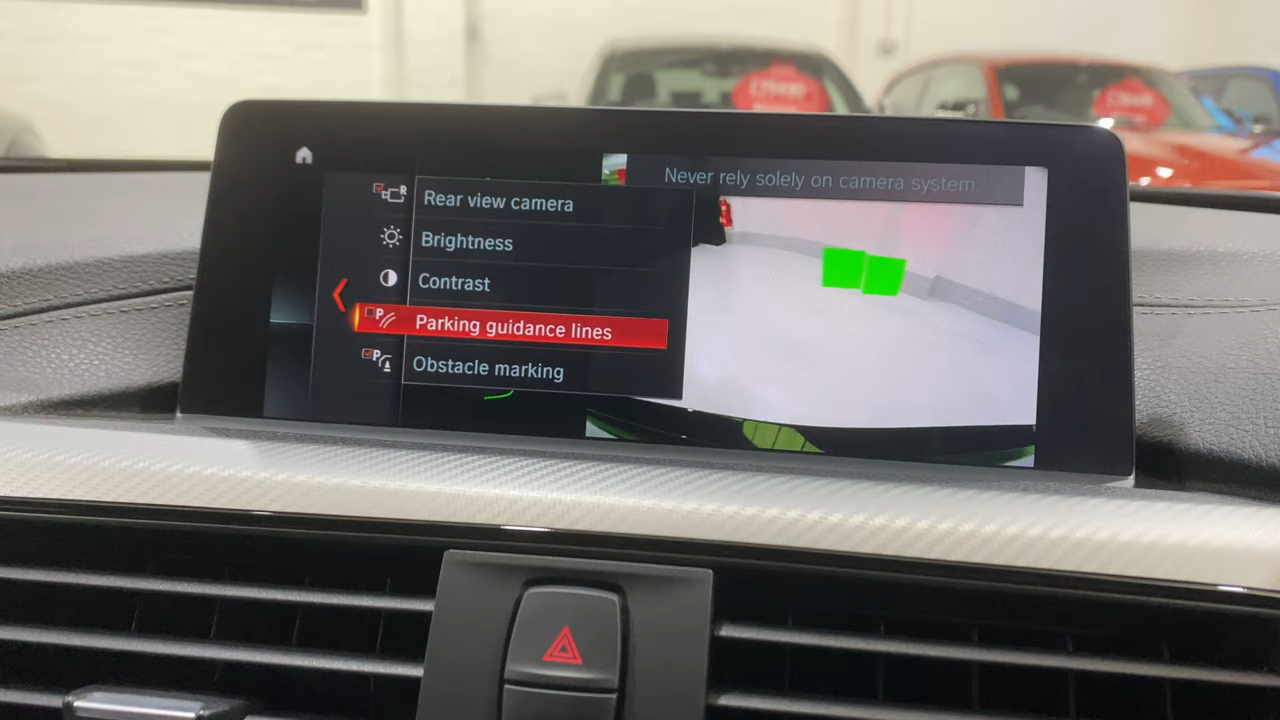 Never rely solely on camera system.
R
Rear view camera
Brightness
Contrast
P
Parking guidance lines
P
Obstacle marking